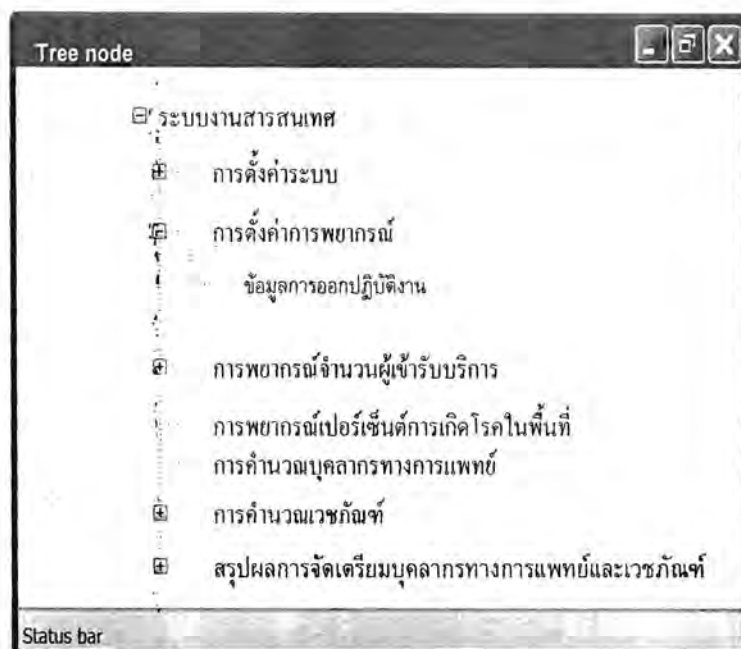 Tree node
ระบบงานสารสนเทศ
การตั้งค่าระบบ
การตั้งค่าการพยากรณ์
ข้อมูลการออกปฏิบัติงาน
การพยากรณ์จำนวนผู้เข้ารับบริการ
การพยากรณ์เปอร์เซ็นต์การเกิดโรคในพื้นที่
การคำนวณบุคลากรทางการแพทย์
การคำนวณเวชภัณฑ์
สรุปผลการจัดเตรียมบุคลากรทางการแพทย์และเวชภัณฑ์
Status bar